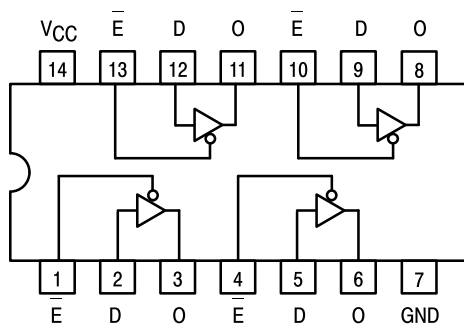 VCC E̅ D O E̅ D O
14 13 12 11 10 9 8
1 2 3 4 5 6 7
E̅ D O E̅ D O GND